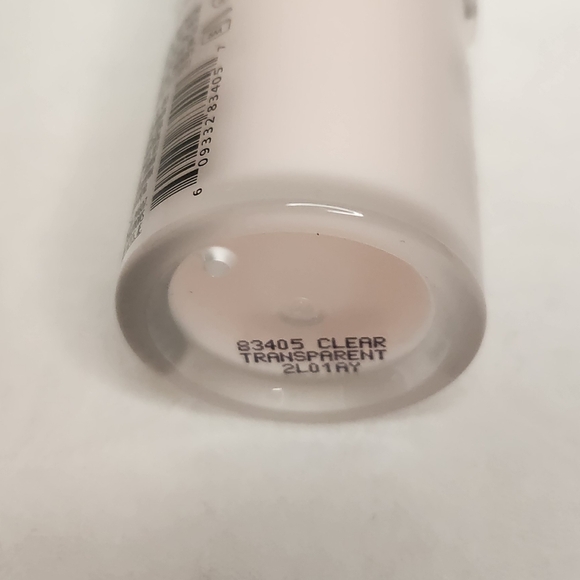 6 09332 83405 7
83405 CLEAR
TRANSPARENT
2L01AY